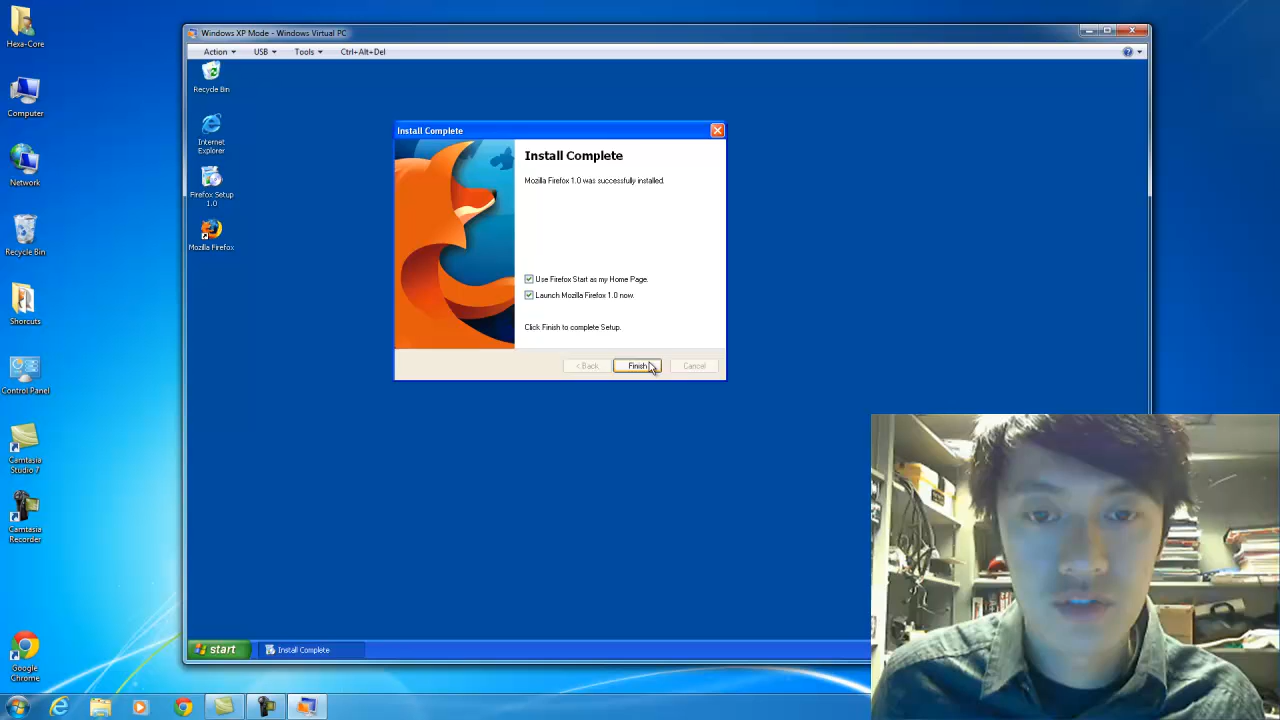 Hexa-Core
Computer
Network
Recycle Bin
Shorcuts
Control Panel
Camtasia
Studio 7
Camtasia
Recorder
Google
Chrome
Windows XP Mode - Windows Virtual PC
Action USB Tools Ctrl+Alt+Del
Recycle Bin
Internet
Explorer
Firefox Setup
1.0
Mozilla Firefox
Install Complete
Install Complete
Mozilla Firefox 1.0 was successfully installed.
Use Firefox Start as my Home Page.
Launch Mozilla Firefox 1.0 now.
Click Finish to complete Setup.
< Back Finish Cancel
start Install Complete